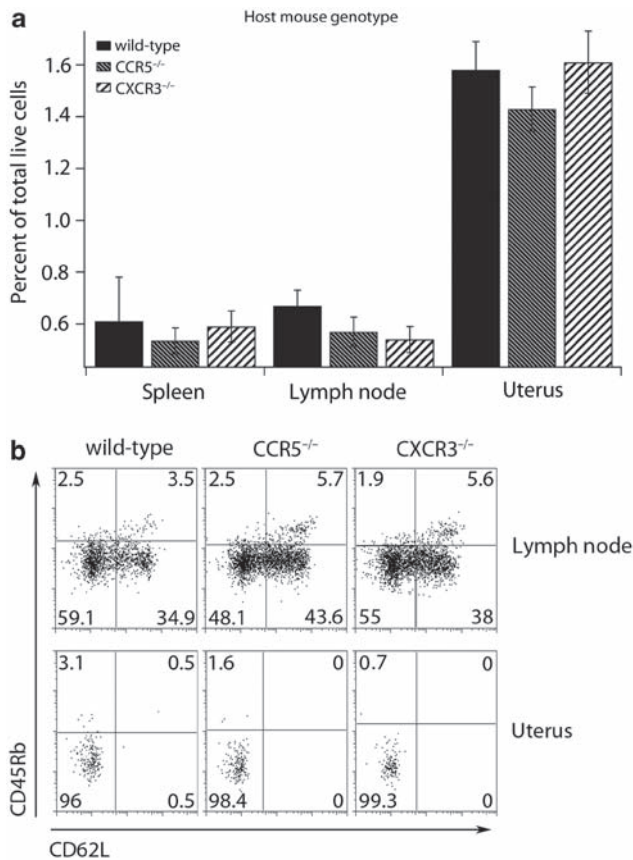 a
Host mouse genotype
wild-type
CCR5⁻/⁻
CXCR3⁻/⁻
Percent of total live cells
1.6
1.4
1.2
1.0
0.8
0.6
Spleen Lymph node Uterus
b
wild-type CCR5⁻/⁻ CXCR3⁻/⁻
2.5 3.5 2.5 5.7 1.9 5.6
Lymph node
59.1 34.9 48.1 43.6 55 38
3.1 0.5 1.6 0 0.7 0
Uterus
96 0.5 98.4 0 99.3 0
CD45Rb
CD62L